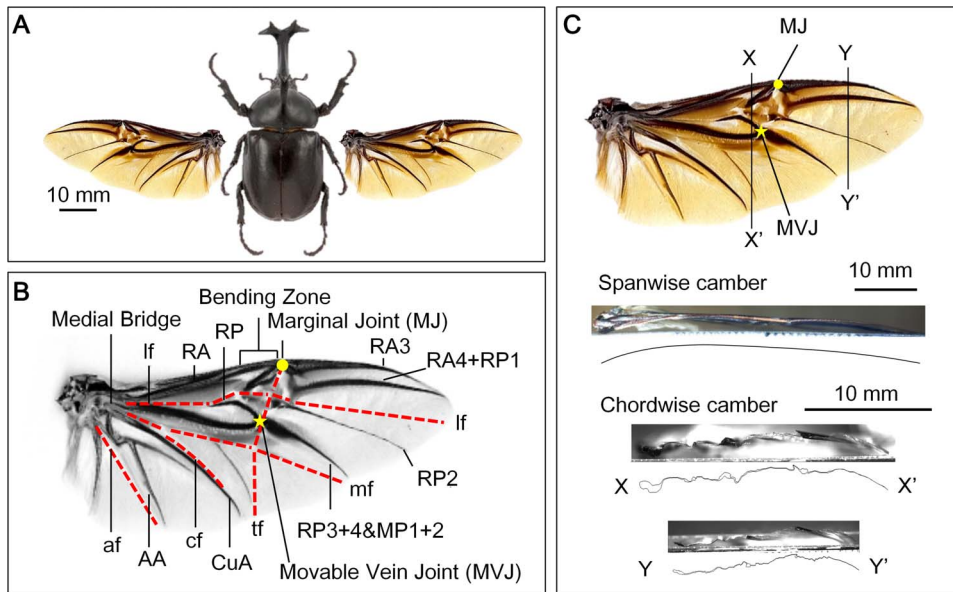 A
10 mm
B
Bending Zone
Medial Bridge
RP
Marginal Joint (MJ)
lf
RA
RA3
RA4+RP1
lf
RP2
mf
RP3+4&MP1+2
af
AA
cf
CuA
tf
Movable Vein Joint (MVJ)
C
MJ
X
Y
Y'
X'
MVJ
10 mm
Spanwise camber
Chordwise camber
10 mm
X
X'
Y
Y'